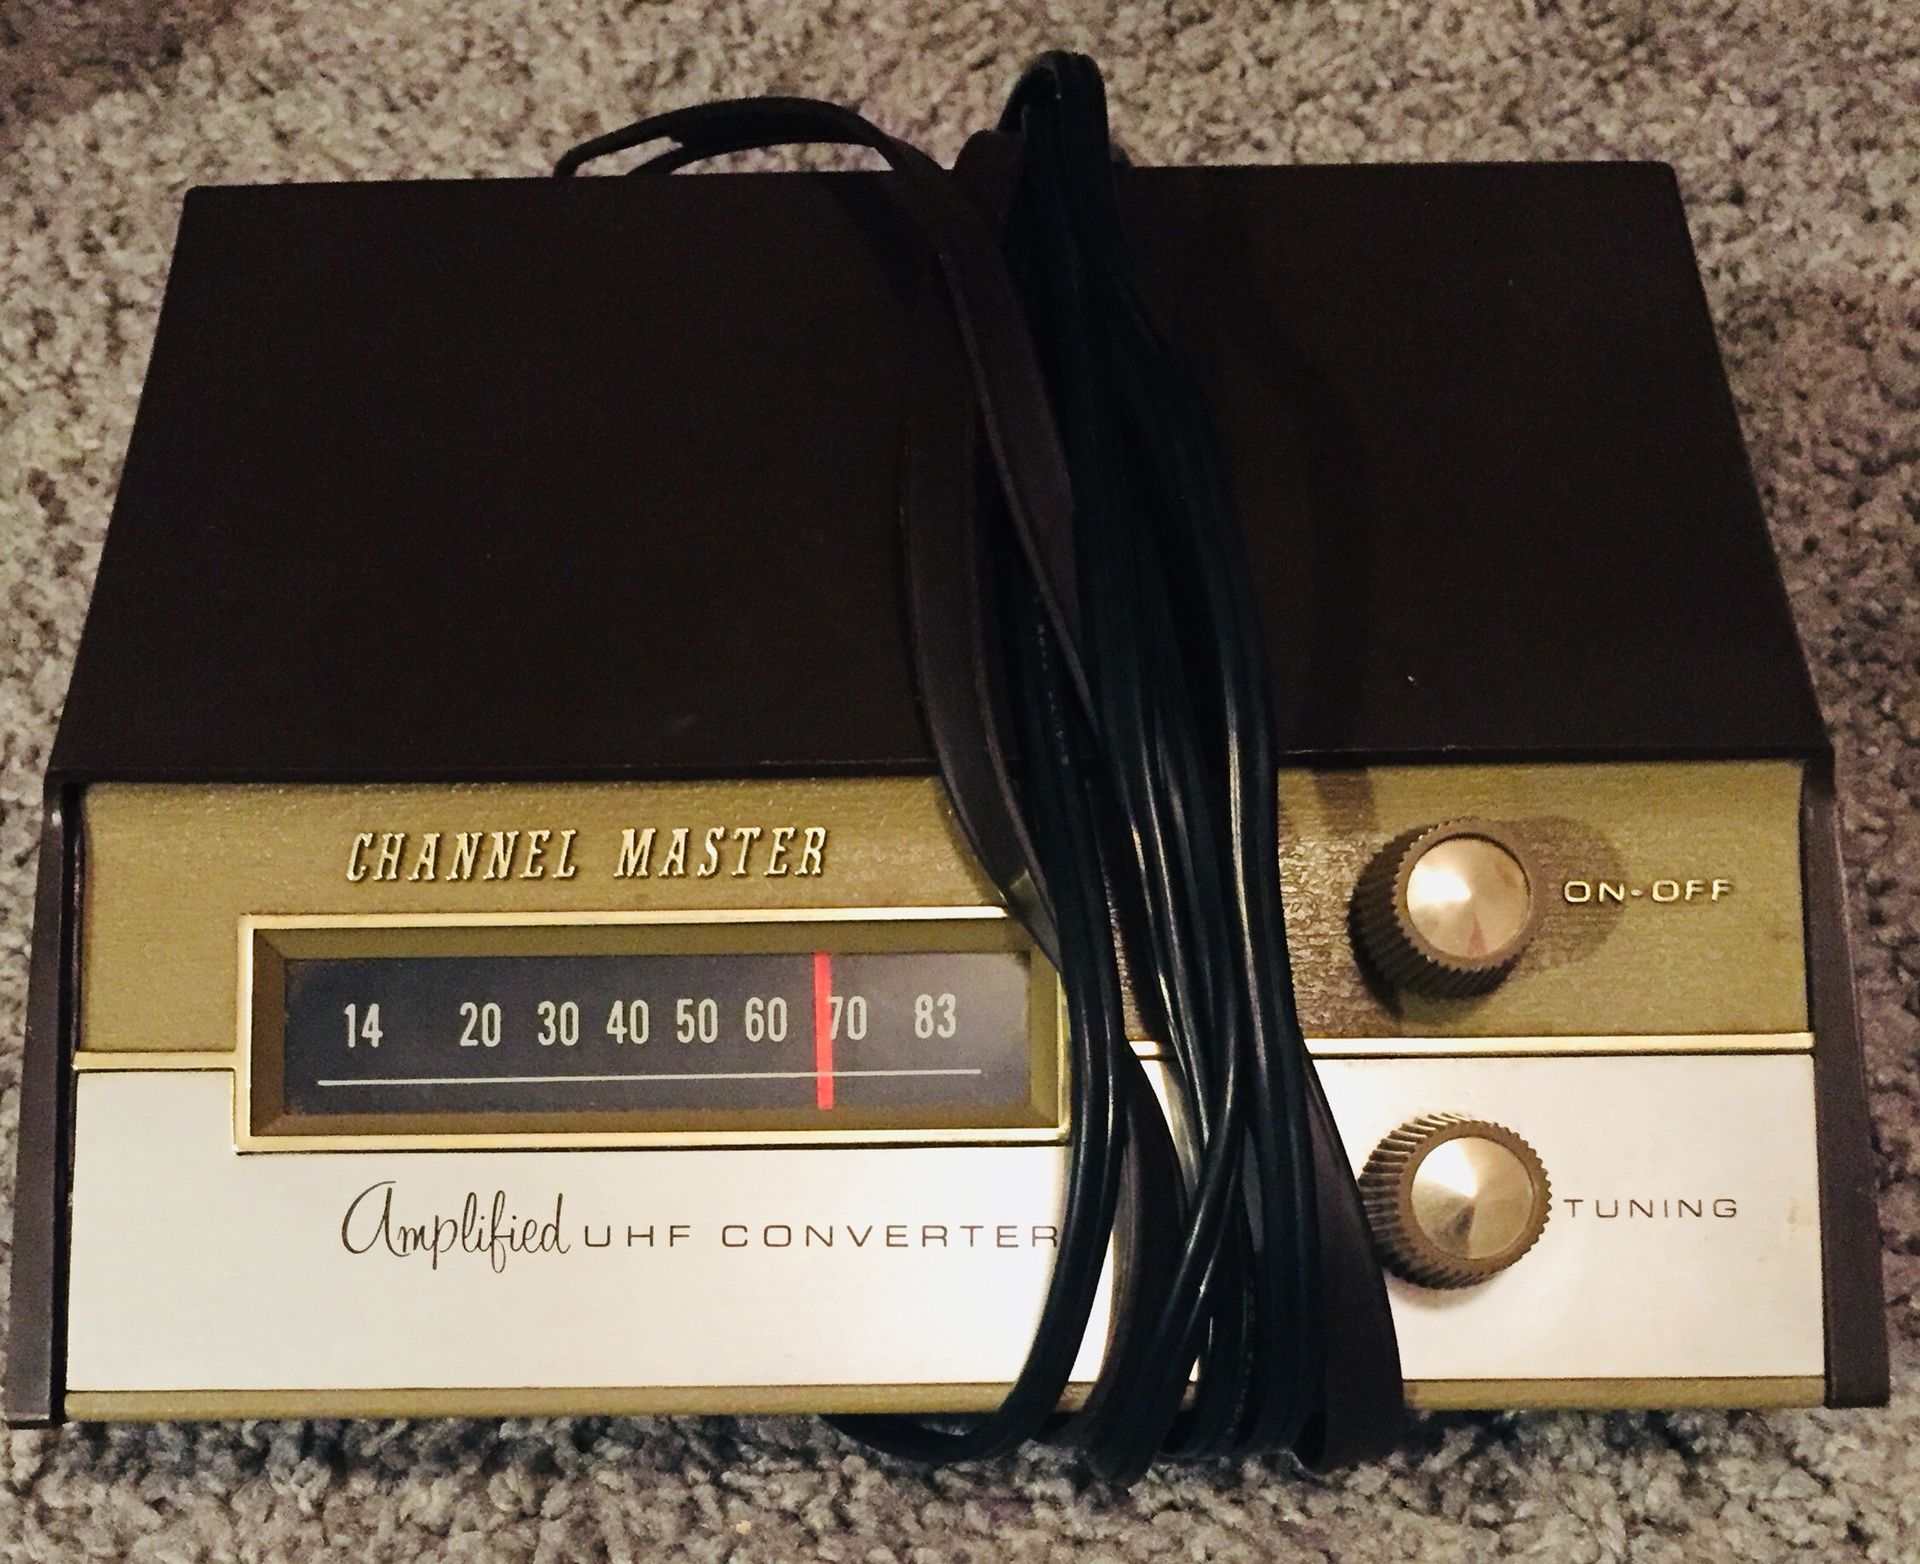 CHANNEL MASTER
ON-OFF
14 20 30 40 50 60 70 83
Amplified UHF CONVERTER
TUNING